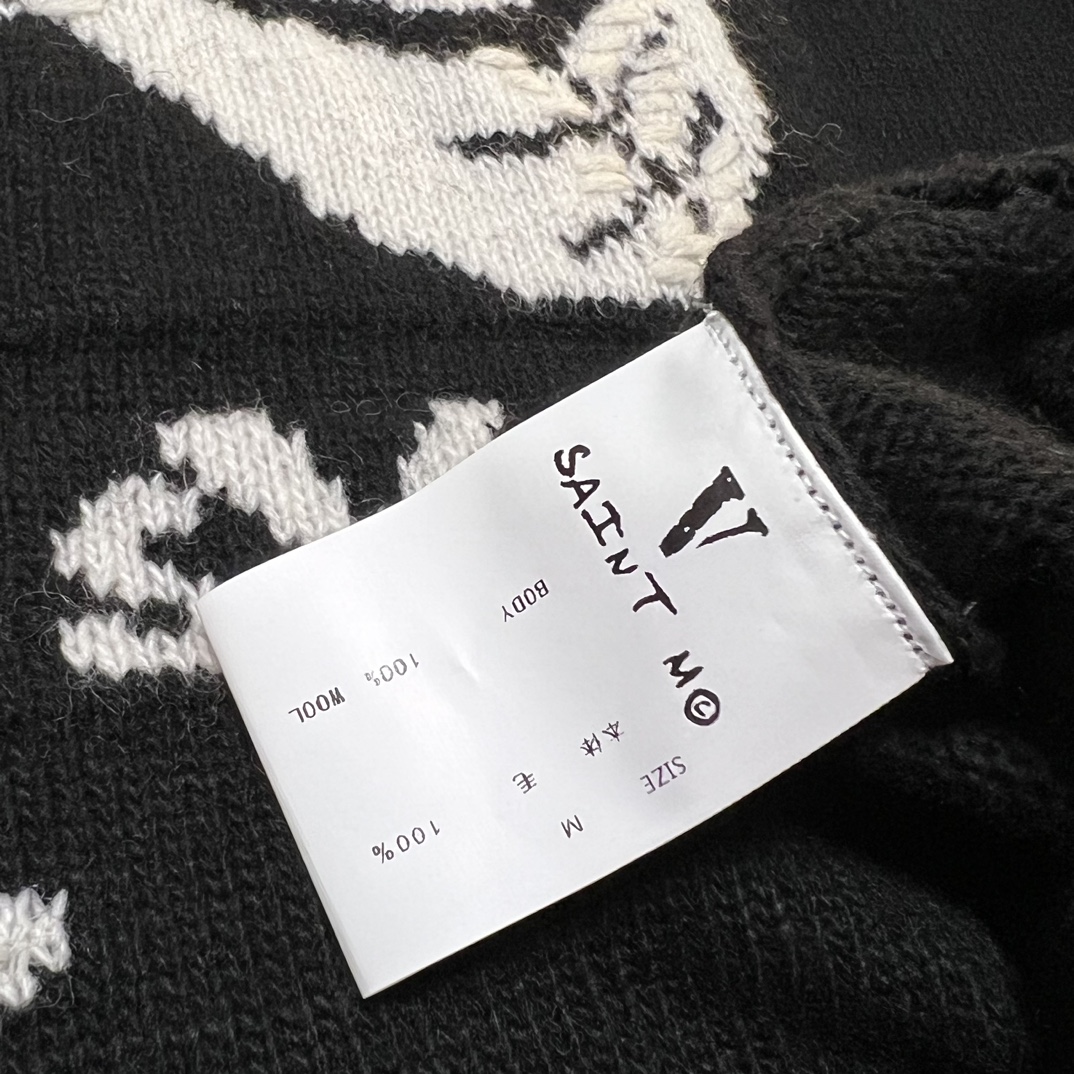 V
SAINT M©
SIZE
M
本体
毛
100%
BODY
100% WOOL